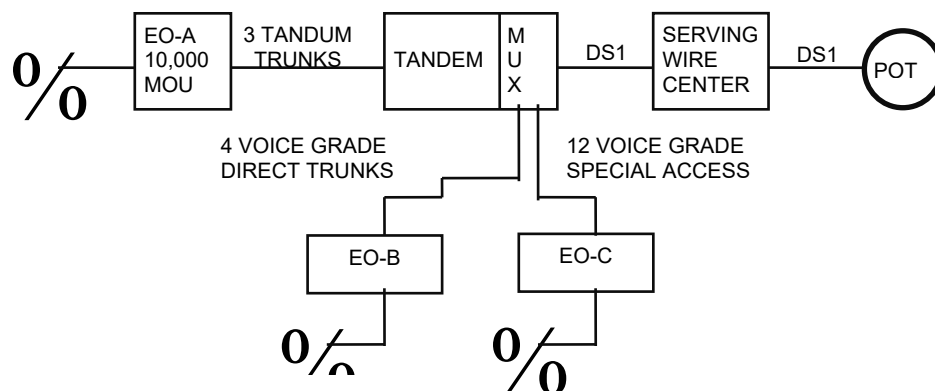 EO-A
10,000
MOU
3 TANDUM
TRUNKS
TANDEM
M
U
X
DS1
SERVING
WIRE
CENTER
DS1
POT
4 VOICE GRADE
DIRECT TRUNKS
12 VOICE GRADE
SPECIAL ACCESS
EO-B
EO-C